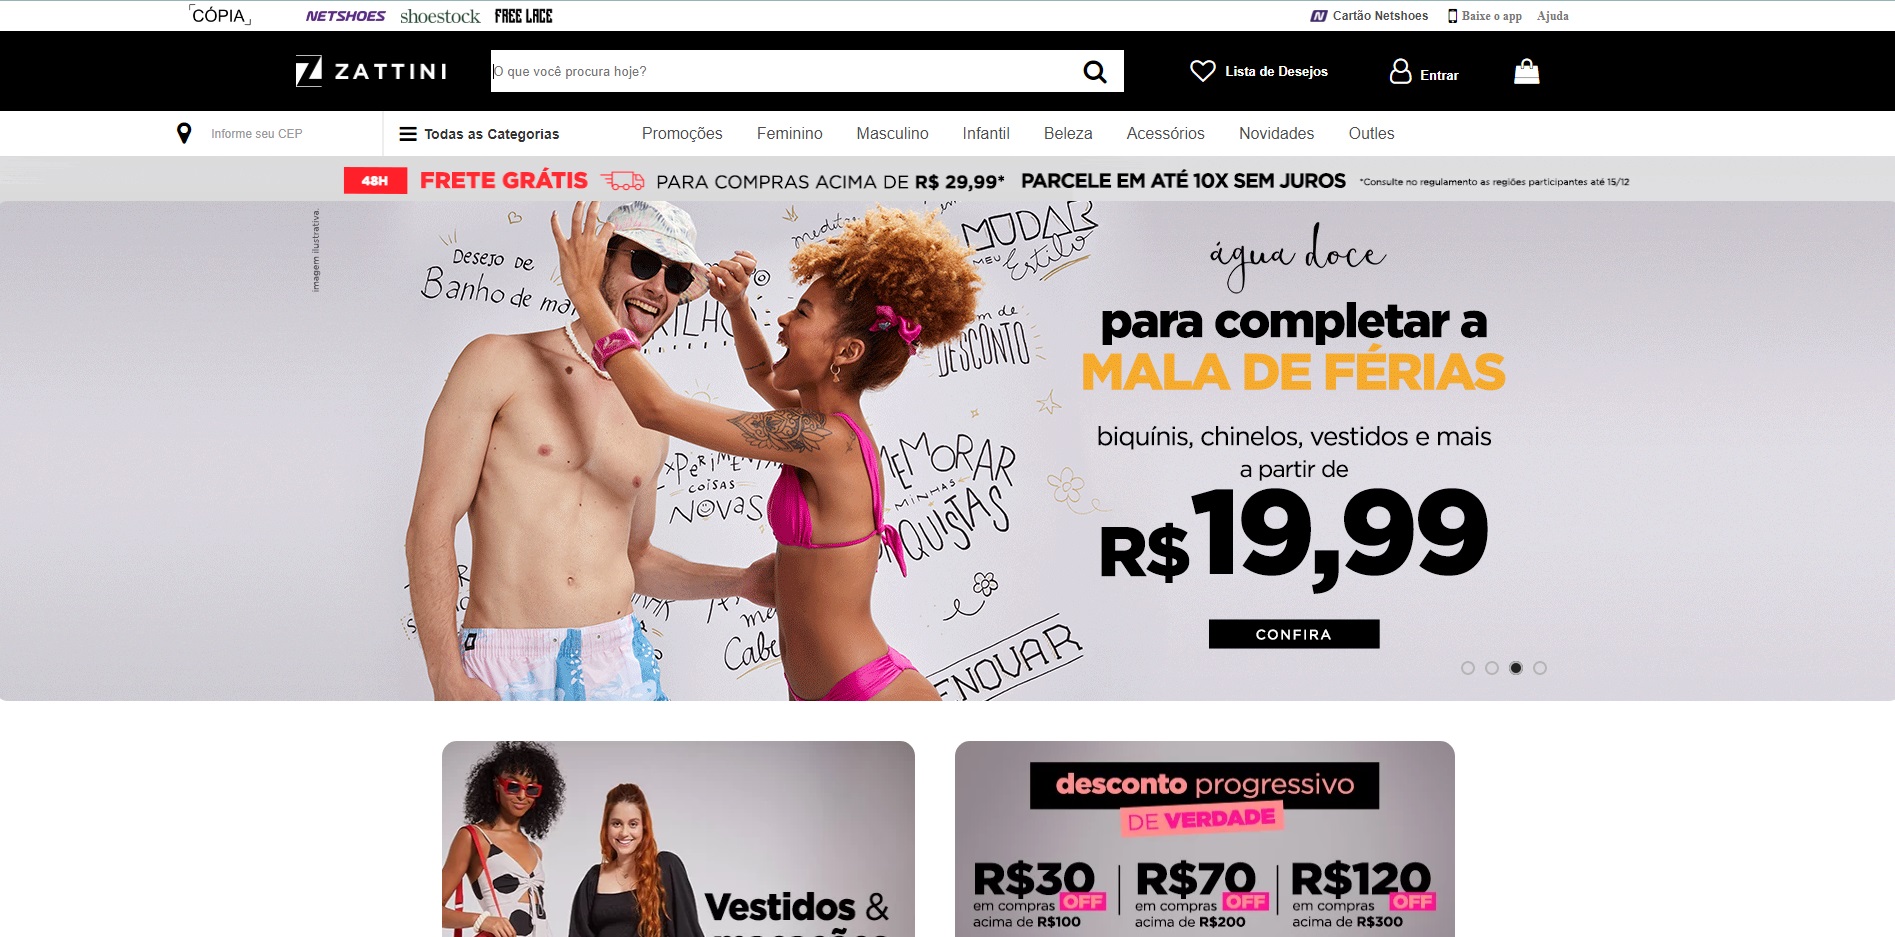 CÓPIA NETSHOES shoestock FREE LACE Cartão Netshoes Baixe o app Ajuda
ZATTINI O que você procura hoje? Lista de Desejos Entrar
Informe seu CEP Todas as Categorias Promoções Feminino Masculino Infantil Beleza Acessórios Novidades Outles
48H FRETE GRÁTIS PARA COMPRAS ACIMA DE R$ 29,99* PARCELE EM ATÉ 10X SEM JUROS *Consulte no regulamento as regiões participantes até 15/12
imagem ilustrativa.
DESEJO DE
Banho de mar
MUDAR
MEU Estilo
DESCONTO
EXPERIMENTAR
COISAS
NOVAS
MEMORAR
MINHAS
NQUISTAS
ENOVAR
água doce
para completar a
MALA DE FÉRIAS
biquínis, chinelos, vestidos e mais
a partir de
R$19,99
CONFIRA
Vestidos &
desconto progressivo
DE VERDADE
R$30 OFF
em compras
acima de R$100
R$70 OFF
em compras
acima de R$200
R$120 OFF
em compras
acima de R$300